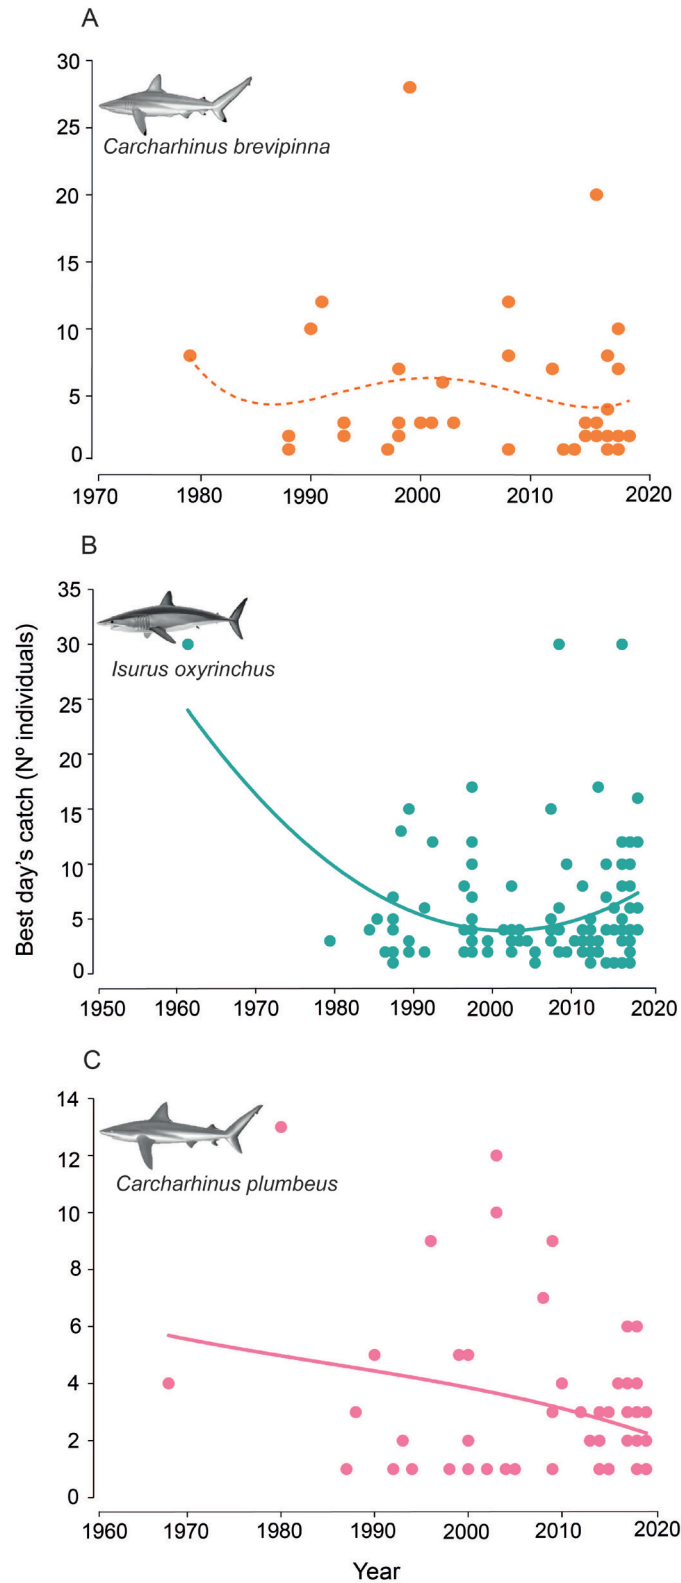 A
30
25
20
15
10
5
0
Carcharhinus brevipinna
1970 1980 1990 2000 2010 2020
B
35
30
25
20
15
10
5
0
Isurus oxyrinchus
Best day's catch (Nº individuals)
1950 1960 1970 1980 1990 2000 2010 2020
C
14
12
10
8
6
4
2
0
Carcharhinus plumbeus
1960 1970 1980 1990 2000 2010 2020
Year